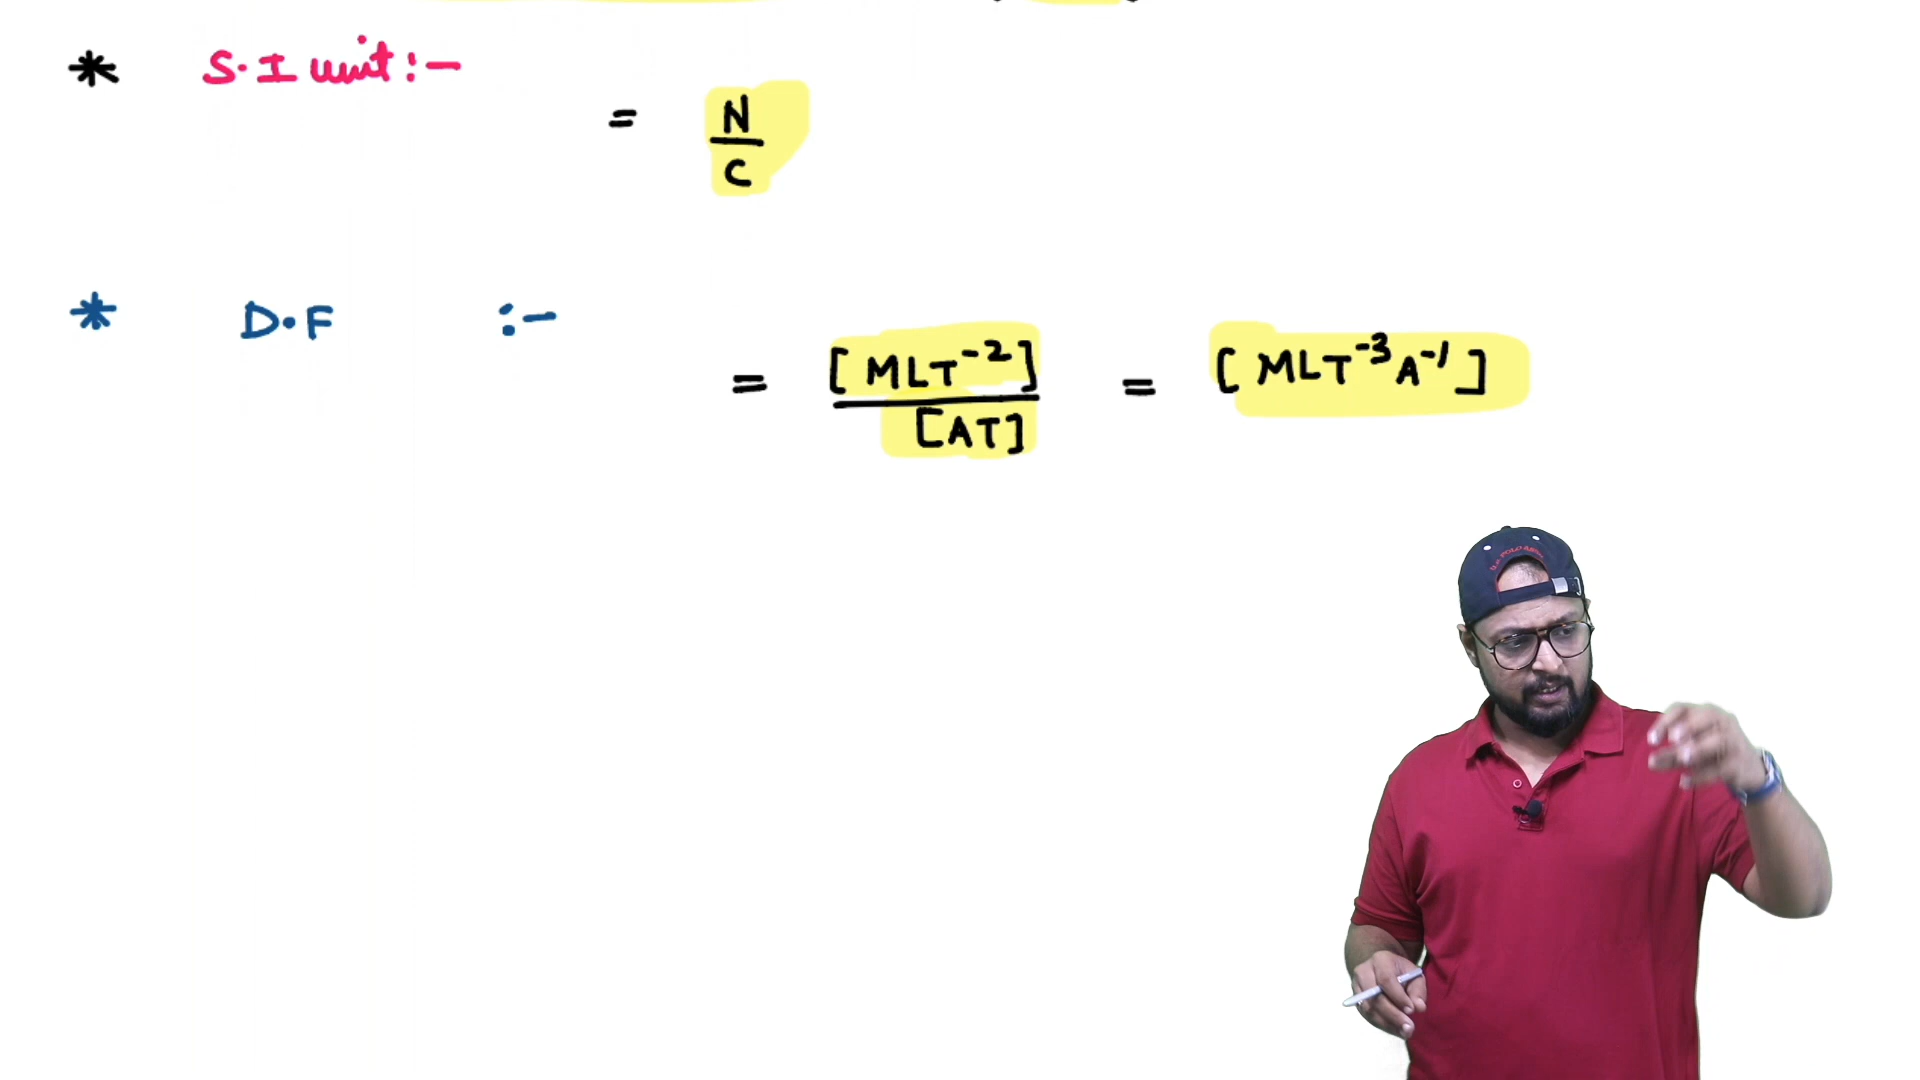 * S.I unit :-
= N/C
* D.F :-
= [MLT⁻²]/[AT] = [MLT⁻³A⁻¹]